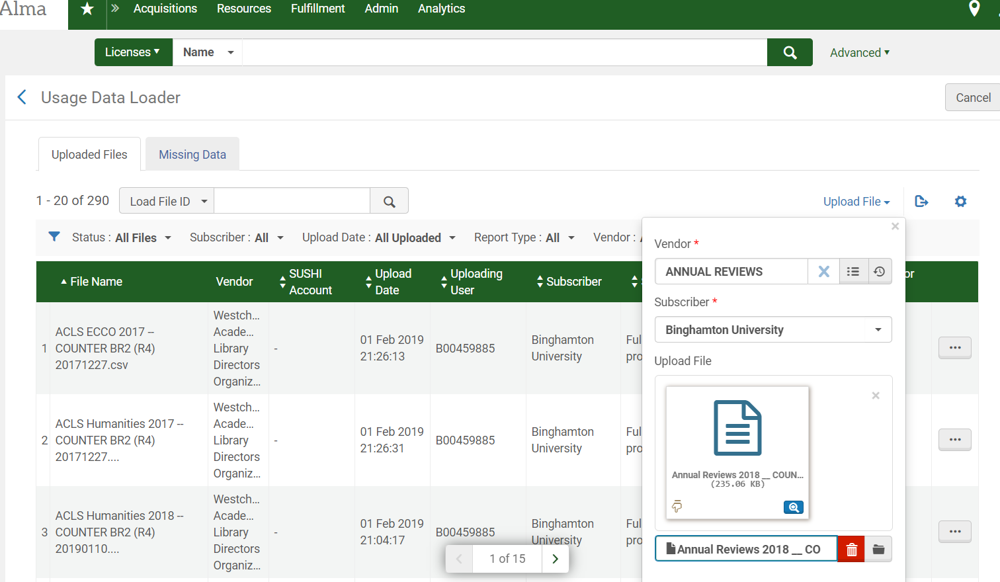 Alma
Acquisitions Resources Fulfillment Admin Analytics
Licenses Name Advanced
Usage Data Loader
Cancel
Uploaded Files Missing Data
1 - 20 of 290 Load File ID Upload File
Status : All Files Subscriber : All Upload Date : All Uploaded Report Type : All Vendor :
File Name Vendor SUSHI Account Upload Date Uploading User Subscriber
1 ACLS ECCO 2017 -- COUNTER BR2 (R4) 20171227.csv
Westch...
Acade...
Library
Directors
Organiz...
-
01 Feb 2019
21:26:13
B00459885
Binghamton
University
Ful
pro
2 ACLS Humanities 2017 -- COUNTER BR2 (R4) 20171227....
Westch...
Acade...
Library
Directors
Organiz...
-
01 Feb 2019
21:26:31
B00459885
Binghamton
University
Ful
pro
3 ACLS Humanities 2018 -- COUNTER BR2 (R4) 20190110....
Westch...
Acade...
Library
Directors
Organiz...
-
01 Feb 2019
21:04:17
B00459885
Binghamton
University
Ful
pro
1 of 15
Vendor *
ANNUAL REVIEWS
Subscriber *
Binghamton University
Upload File
Annual Reviews 2018 __ COUN...
(235.06 KB)
Annual Reviews 2018 __ CO
or